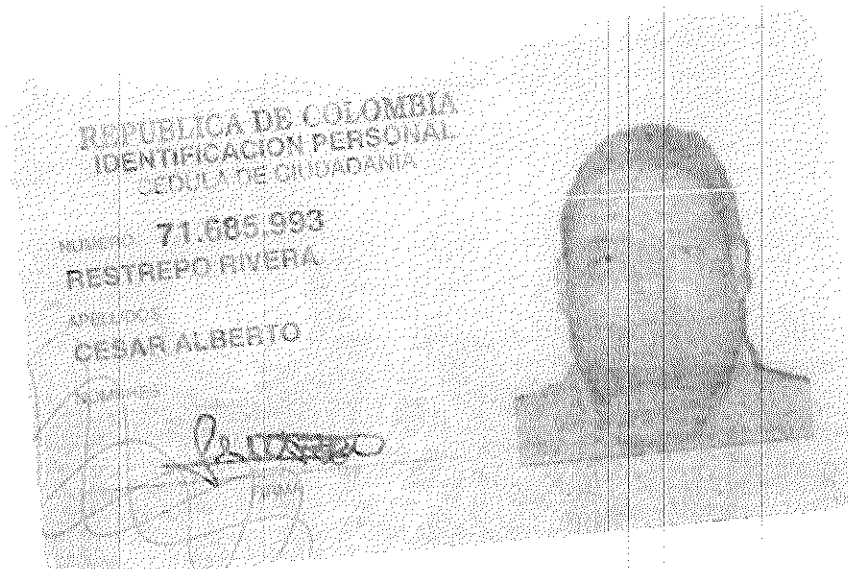 REPUBLICA DE COLOMBIA
IDENTIFICACION PERSONAL
CEDULA DE CIUDADANIA
NUMERO 71.685.993
RESTREPO RIVERA
APELLIDOS
CESAR ALBERTO
NOMBRES
FIRMA